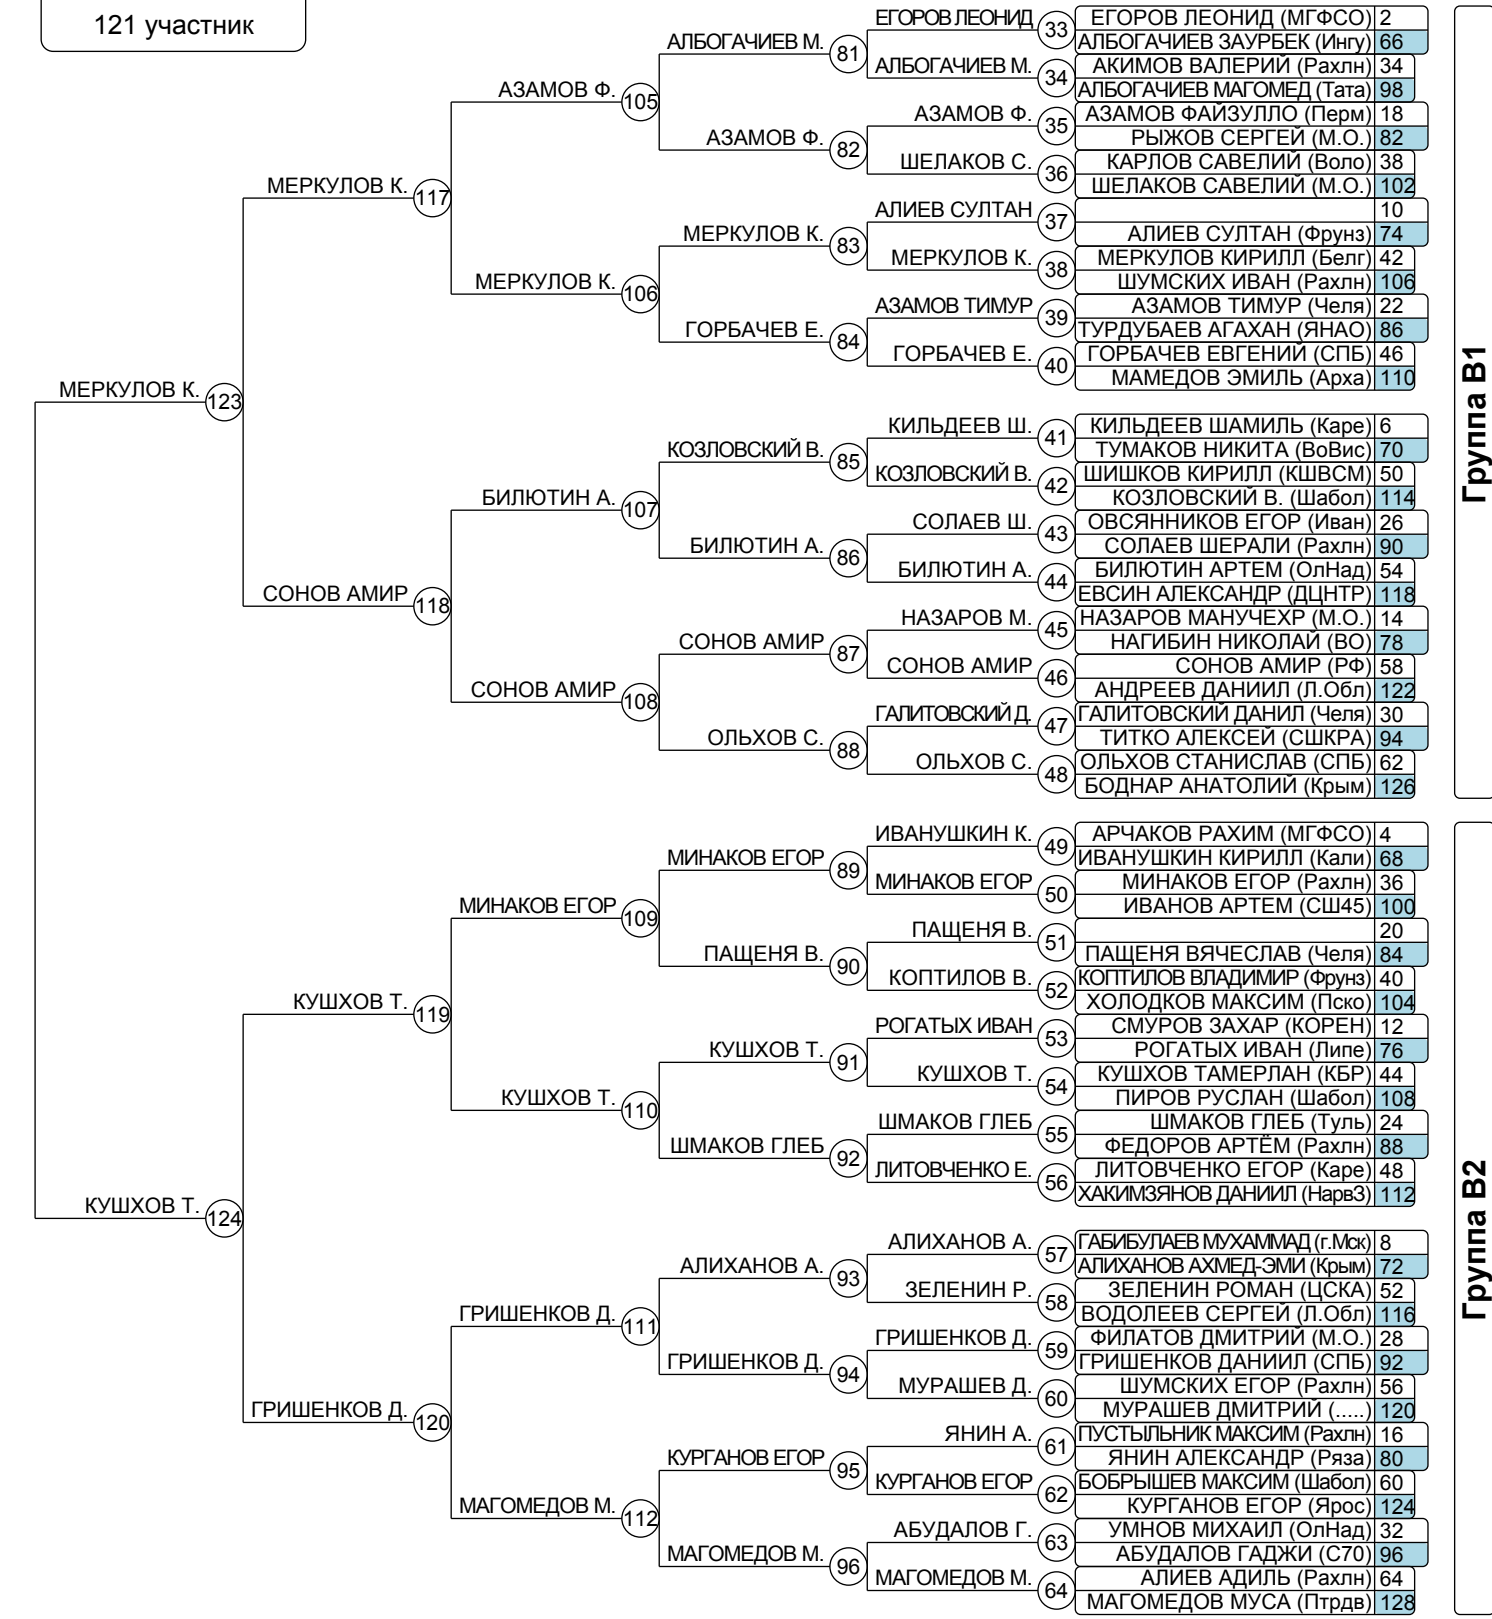 121 участник
ЕГОРОВ ЛЕОНИД 33 ЕГОРОВ ЛЕОНИД (МГФСО) 2
АЛБОГАЧИЕВ М. 81 АЛБОГАЧИЕВ ЗАУРБЕК (Ингу) 66
АЛБОГАЧИЕВ М. 34 АКИМОВ ВАЛЕРИЙ (Рахлн) 34
АЗАМОВ Ф. 105 АЛБОГАЧИЕВ МАГОМЕД (Тата) 98
АЗАМОВ Ф. 35 АЗАМОВ ФАЙЗУЛЛО (Перм) 18
АЗАМОВ Ф. 82 РЫЖОВ СЕРГЕЙ (М.О.) 82
ШЕЛАКОВ С. 36 КАРЛОВ САВЕЛИЙ (Воло) 38
МЕРКУЛОВ К. 117 ШЕЛАКОВ САВЕЛИЙ (М.О.) 102
АЛИЕВ СУЛТАН 37 10
МЕРКУЛОВ К. 83 АЛИЕВ СУЛТАН (Фрунз) 74
МЕРКУЛОВ К. 38 МЕРКУЛОВ КИРИЛЛ (Белг) 42
МЕРКУЛОВ К. 106 ШУМСКИХ ИВАН (Рахлн) 106
АЗАМОВ ТИМУР 39 АЗАМОВ ТИМУР (Челя) 22
ГОРБАЧЕВ Е. 84 ТУРДУБАЕВ АГАХАН (ЯНАО) 86
ГОРБАЧЕВ Е. 40 ГОРБАЧЕВ ЕВГЕНИЙ (СПБ) 46
МЕРКУЛОВ К. 123 МАМЕДОВ ЭМИЛЬ (Арха) 110
Группа В1
КИЛЬДЕЕВ Ш. 41 КИЛЬДЕЕВ ШАМИЛЬ (Каре) 6
КОЗЛОВСКИЙ В. 85 ТУМАКОВ НИКИТА (ВоВис) 70
КОЗЛОВСКИЙ В. 42 ШИШКОВ КИРИЛЛ (КШВСМ) 50
БИЛЮТИН А. 107 КОЗЛОВСКИЙ В. (Шабол) 114
СОЛАЕВ Ш. 43 ОВСЯННИКОВ ЕГОР (Иван) 26
БИЛЮТИН А. 86 СОЛАЕВ ШЕРАЛИ (Рахлн) 90
БИЛЮТИН А. 44 БИЛЮТИН АРТЕМ (ОлНад) 54
СОНОВ АМИР 118 ЕВСИН АЛЕКСАНДР (ДЦНТР) 118
НАЗАРОВ М. 45 НАЗАРОВ МАНУЧЕХР (М.О.) 14
СОНОВ АМИР 87 НАГИБИН НИКОЛАЙ (ВО) 78
СОНОВ АМИР 46 СОНОВ АМИР (РФ) 58
СОНОВ АМИР 108 АНДРЕЕВ ДАНИИЛ (Л.Обл) 122
ГАЛИТОВСКИЙ Д. 47 ГАЛИТОВСКИЙ ДАНИЛ (Челя) 30
ОЛЬХОВ С. 88 ТИТКО АЛЕКСЕЙ (СШКРА) 94
ОЛЬХОВ С. 48 ОЛЬХОВ СТАНИСЛАВ (СПБ) 62
БОДНАР АНАТОЛИЙ (Крым) 126
ИВАНУШКИН К. 49 АРЧАКОВ РАХИМ (МГФСО) 4
МИНАКОВ ЕГОР 89 ИВАНУШКИН КИРИЛЛ (Кали) 68
МИНАКОВ ЕГОР 50 МИНАКОВ ЕГОР (Рахлн) 36
МИНАКОВ ЕГОР 109 ИВАНОВ АРТЕМ (СШ45) 100
ПАЩЕНЯ В. 51 20
ПАЩЕНЯ В. 90 ПАЩЕНЯ ВЯЧЕСЛАВ (Челя) 84
КОПТИЛОВ В. 52 КОПТИЛОВ ВЛАДИМИР (Фрунз) 40
КУШХОВ Т. 119 ХОЛОДКОВ МАКСИМ (Пско) 104
РОГАТЫХ ИВАН 53 СМУРОВ ЗАХАР (КОРЕН) 12
КУШХОВ Т. 91 РОГАТЫХ ИВАН (Липе) 76
КУШХОВ Т. 54 КУШХОВ ТАМЕРЛАН (КБР) 44
КУШХОВ Т. 110 ПИРОВ РУСЛАН (Шабол) 108
ШМАКОВ ГЛЕБ 55 ШМАКОВ ГЛЕБ (Туль) 24
ШМАКОВ ГЛЕБ 92 ФЕДОРОВ АРТЁМ (Рахлн) 88
ЛИТОВЧЕНКО Е. 56 ЛИТОВЧЕНКО ЕГОР (Каре) 48
КУШХОВ Т. 124 ХАКИМЗЯНОВ ДАНИИЛ (НарвЗ) 112
Группа В2
АЛИХАНОВ А. 57 ГАБИБУЛАЕВ МУХАММАД (г.Мск) 8
АЛИХАНОВ А. 93 АЛИХАНОВ АХМЕД-ЭМИ (Крым) 72
ЗЕЛЕНИН Р. 58 ЗЕЛЕНИН РОМАН (ЦСКА) 52
ГРИШЕНКОВ Д. 111 ВОДОЛЕЕВ СЕРГЕЙ (Л.Обл) 116
ГРИШЕНКОВ Д. 59 ФИЛАТОВ ДМИТРИЙ (М.О.) 28
ГРИШЕНКОВ Д. 94 ГРИШЕНКОВ ДАНИИЛ (СПБ) 92
МУРАШЕВ Д. 60 ШУМСКИХ ЕГОР (Рахлн) 56
ГРИШЕНКОВ Д. 120 МУРАШЕВ ДМИТРИЙ (.....) 120
ЯНИН А. 61 ПУСТЫЛЬНИК МАКСИМ (Рахлн) 16
КУРГАНОВ ЕГОР 95 ЯНИН АЛЕКСАНДР (Ряза) 80
КУРГАНОВ ЕГОР 62 БОБРЫШЕВ МАКСИМ (Шабол) 60
МАГОМЕДОВ М. 112 КУРГАНОВ ЕГОР (Ярос) 124
АБУДАЛОВ Г. 63 УМНОВ МИХАИЛ (ОлНад) 32
МАГОМЕДОВ М. 96 АБУДАЛОВ ГАДЖИ (С70) 96
МАГОМЕДОВ М. 64 АЛИЕВ АДИЛЬ (Рахлн) 64
МАГОМЕДОВ МУСА (Птрдв) 128